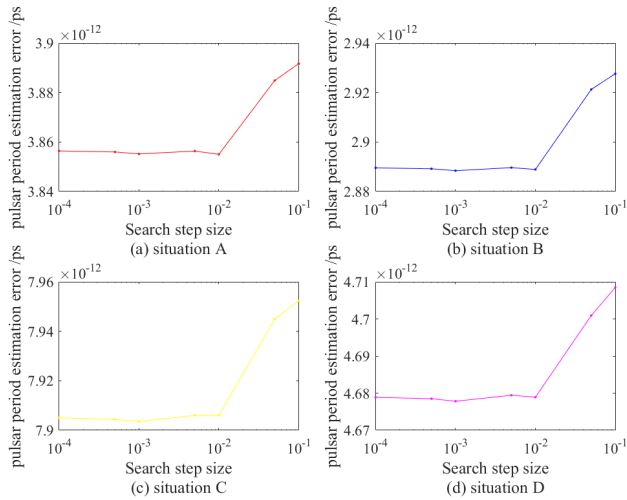 ×10^-12
3.9
3.88
3.86
3.84
pulsar period estimation error /ps
10^-4 10^-3 10^-2 10^-1
Search step size
(a) situation A
×10^-12
2.94
2.92
2.9
2.88
pulsar period estimation error /ps
10^-4 10^-3 10^-2 10^-1
Search step size
(b) situation B
×10^-12
7.96
7.94
7.92
7.9
pulsar period estimation error /ps
10^-4 10^-3 10^-2 10^-1
Search step size
(c) situation C
×10^-12
4.71
4.7
4.69
4.68
4.67
pulsar period estimation error /ps
10^-4 10^-3 10^-2 10^-1
Search step size
(d) situation D